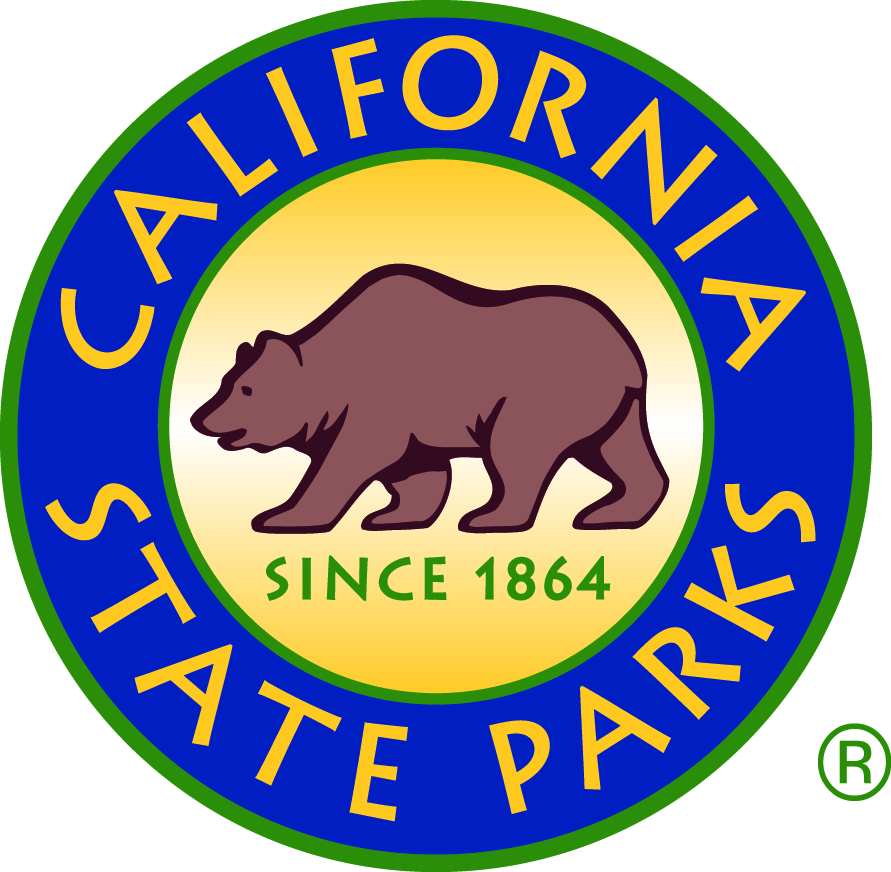 CALIFORNIA
SINCE 1864
STATE PARKS
®